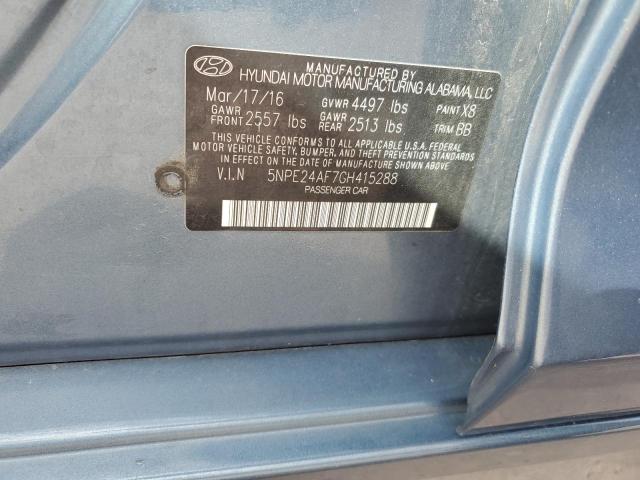 MANUFACTURED BY
HYUNDAI MOTOR MANUFACTURING ALABAMA, LLC
Mar/17/16 GVWR 4497 lbs PAINT X8
GAWR FRONT 2557 lbs GAWR REAR 2513 lbs TRIM BB
THIS VEHICLE CONFORMS TO ALL APPLICABLE U.S. FEDERAL
MOTOR VEHICLE SAFETY, BUMPER, AND THEFT PREVENTION STANDARDS
IN EFFECT ON THE DATE OF MANUFACTURE SHOWN ABOVE.
V.I.N 5NPE24AF7GH415288
PASSENGER CAR